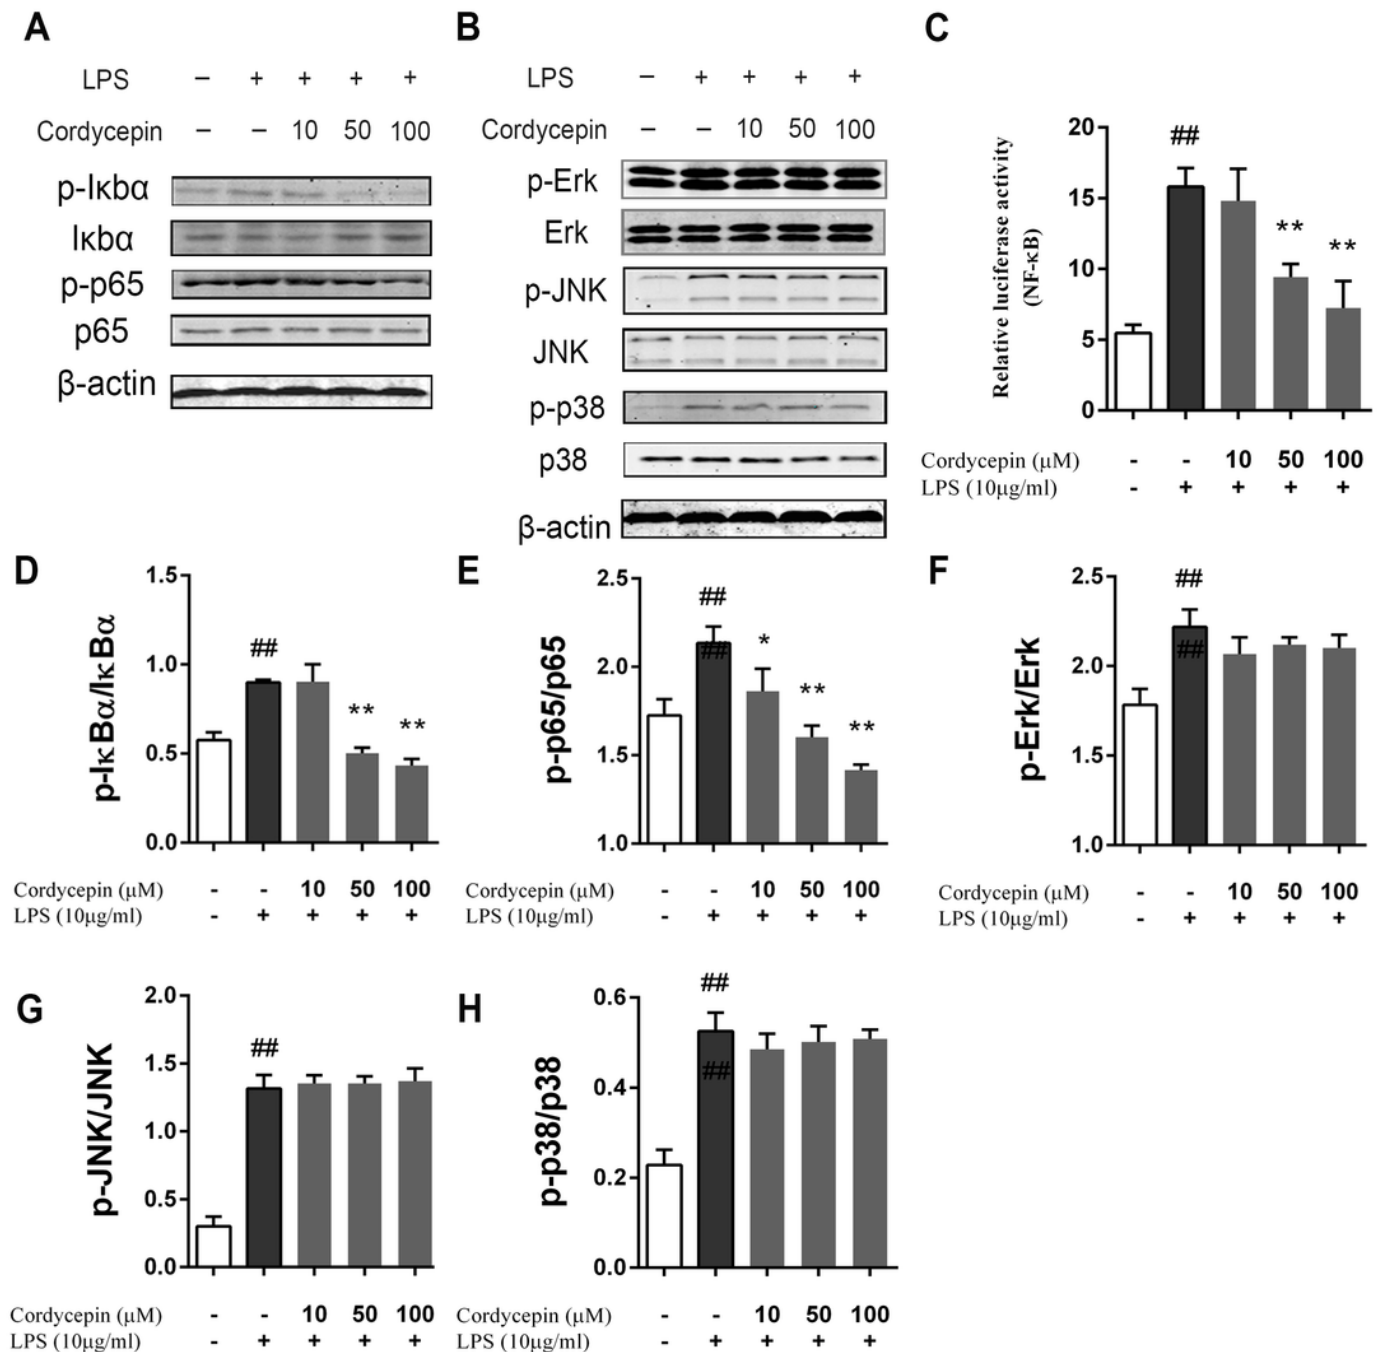 A
LPS − + + + +
Cordycepin − − 10 50 100
p-Iκbα
Iκbα
p-p65
p65
β-actin
B
LPS − + + + +
Cordycepin − − 10 50 100
p-Erk
Erk
p-JNK
JNK
p-p38
p38
β-actin
C
Relative luciferase activity
(NF-κB)
20
15
10
5
0
##
**
**
Cordycepin (μM) - - 10 50 100
LPS (10μg/ml) - + + + +
D
p-IκBα/IκBα
1.5
1.0
0.5
0.0
##
**
**
Cordycepin (μM) - - 10 50 100
LPS (10μg/ml) - + + + +
E
p-p65/p65
2.5
2.0
1.5
1.0
##
##
*
**
**
Cordycepin (μM) - - 10 50 100
LPS (10μg/ml) - + + + +
F
p-Erk/Erk
2.5
2.0
1.5
1.0
##
##
Cordycepin (μM) - - 10 50 100
LPS (10μg/ml) - + + + +
G
p-JNK/JNK
2.0
1.5
1.0
0.5
0.0
##
Cordycepin (μM) - - 10 50 100
LPS (10μg/ml) - + + + +
H
p-p38/p38
0.6
0.4
0.2
0.0
##
##
Cordycepin (μM) - - 10 50 100
LPS (10μg/ml) - + + + +